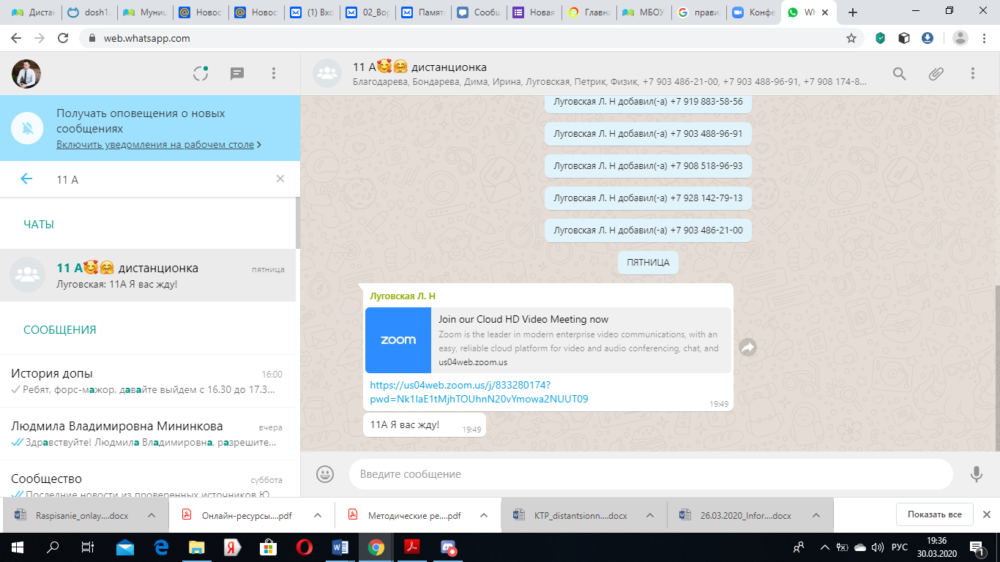 Дистан
dosh1.
Муниц
Новос
Новос
(1) Вхо
02_Вор
Памят
Сообщ
Новая
Главна
МБОУ
прави
Конфе
Wh
web.whatsapp.com
Получать оповещения о новых
сообщениях
Включить уведомления на рабочем столе
11 А
ЧАТЫ
11 А🥰🤗 дистанционка
пятница
Луговская: 11А Я вас жду!
СООБЩЕНИЯ
История допы
16:00
Ребят, форс-мажор, давайте выйдем с 16.30 до 17.3...
Людмила Владимировна Мининкова
вчера
Здравствуйте! Людмила Владимировна, разрешите...
Сообщество
суббота
Последние новости из проверенных источников Ю
11 А🥰🤗 дистанционка
Благодарева, Бондарева, Дима, Ирина, Луговская, Петрик, Физик, +7 903 486-21-00, +7 903 488-96-91, +7 908 174-8...
Луговская Л. Н добавил(-а) +7 919 883-58-56
Луговская Л. Н добавил(-а) +7 903 488-96-91
Луговская Л. Н добавил(-а) +7 908 518-96-93
Луговская Л. Н добавил(-а) +7 928 142-79-13
Луговская Л. Н добавил(-а) +7 903 486-21-00
ПЯТНИЦА
Луговская Л. Н
zoom
Join our Cloud HD Video Meeting now
Zoom is the leader in modern enterprise video communications, with an
easy, reliable cloud platform for video and audio conferencing, chat, and
us04web.zoom.us
https://us04web.zoom.us/j/833280174?
pwd=Nk1IaE1tMjhTOUhnN20vYmowa2NUUT09
19:49
11А Я вас жду!
19:49
Введите сообщение
Raspisanie_onlay....docx
Онлайн-ресурсы....pdf
Методические ре....pdf
KTP_distantsionn....docx
26.03.2020_Infor....docx
Показать все
РУС
19:36
30.03.2020
1